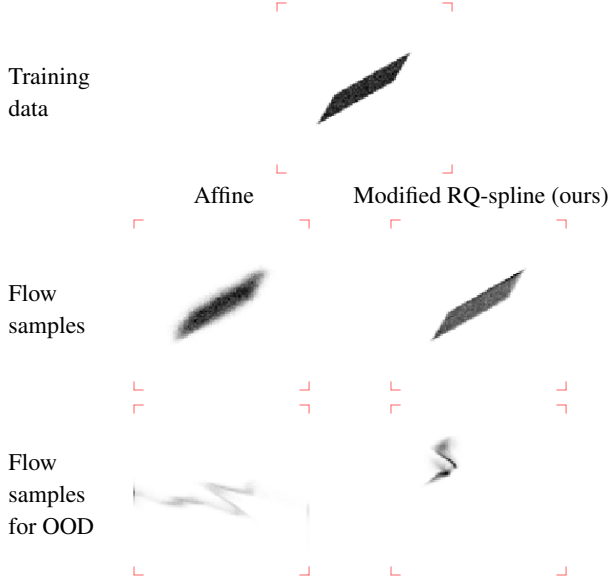 Training
data
Affine
Modified RQ-spline (ours)
Flow
samples
Flow
samples
for OOD